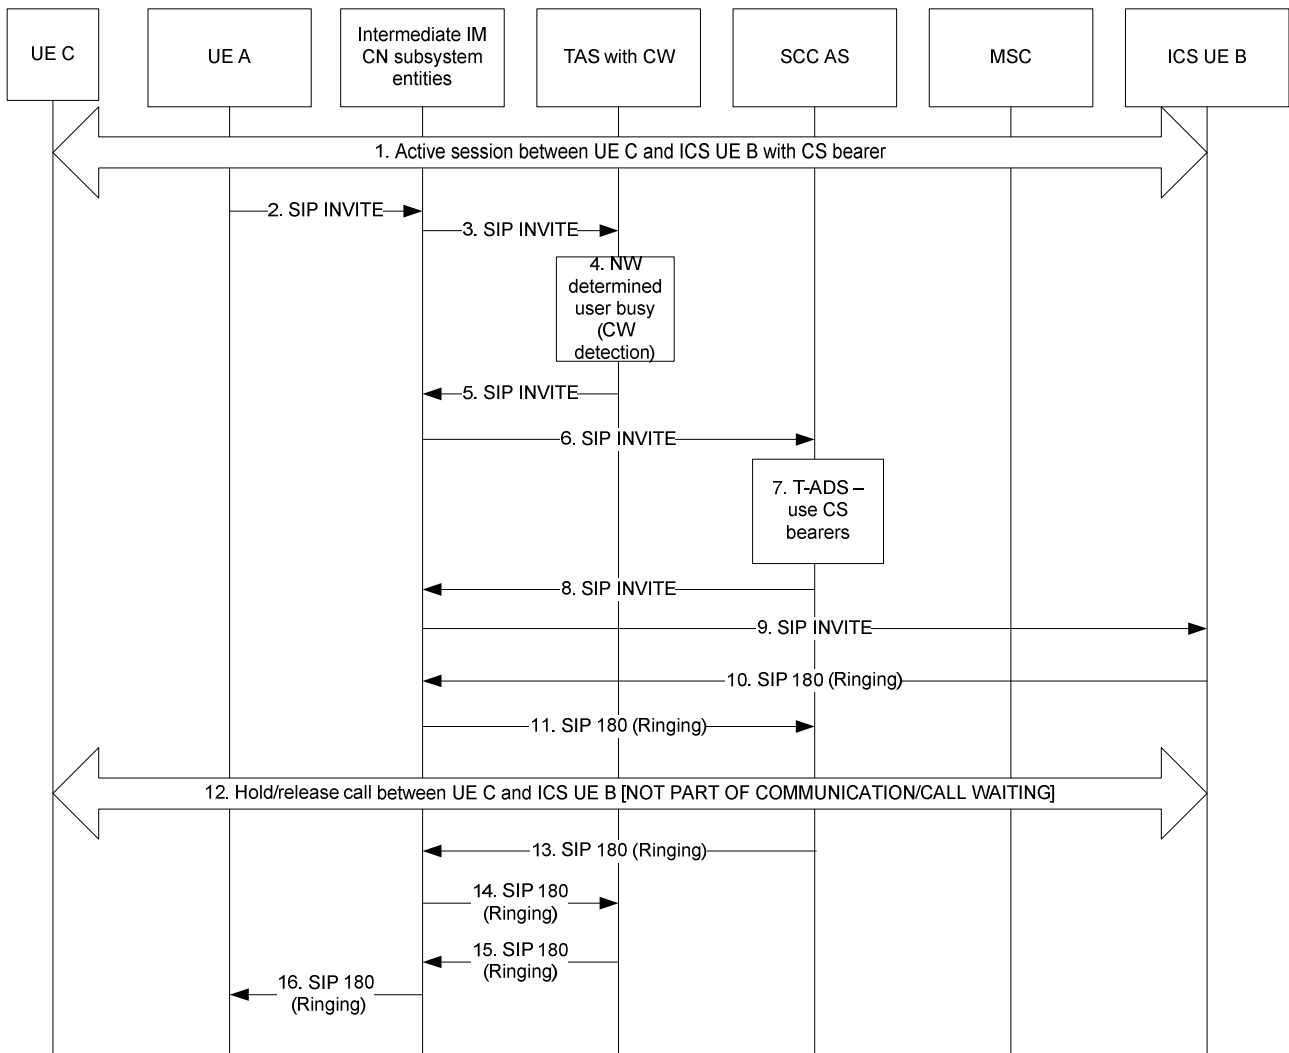 UE C
UE A
Intermediate IM
CN subsystem
entities
TAS with CW
SCC AS
MSC
ICS UE B
1. Active session between UE C and ICS UE B with CS bearer
2. SIP INVITE
3. SIP INVITE
4. NW
determined
user busy
(CW
detection)
5. SIP INVITE
6. SIP INVITE
7. T-ADS –
use CS
bearers
8. SIP INVITE
9. SIP INVITE
10. SIP 180 (Ringing)
11. SIP 180 (Ringing)
12. Hold/release call between UE C and ICS UE B [NOT PART OF COMMUNICATION/CALL WAITING]
13. SIP 180 (Ringing)
14. SIP 180
(Ringing)
15. SIP 180
(Ringing)
16. SIP 180
(Ringing)